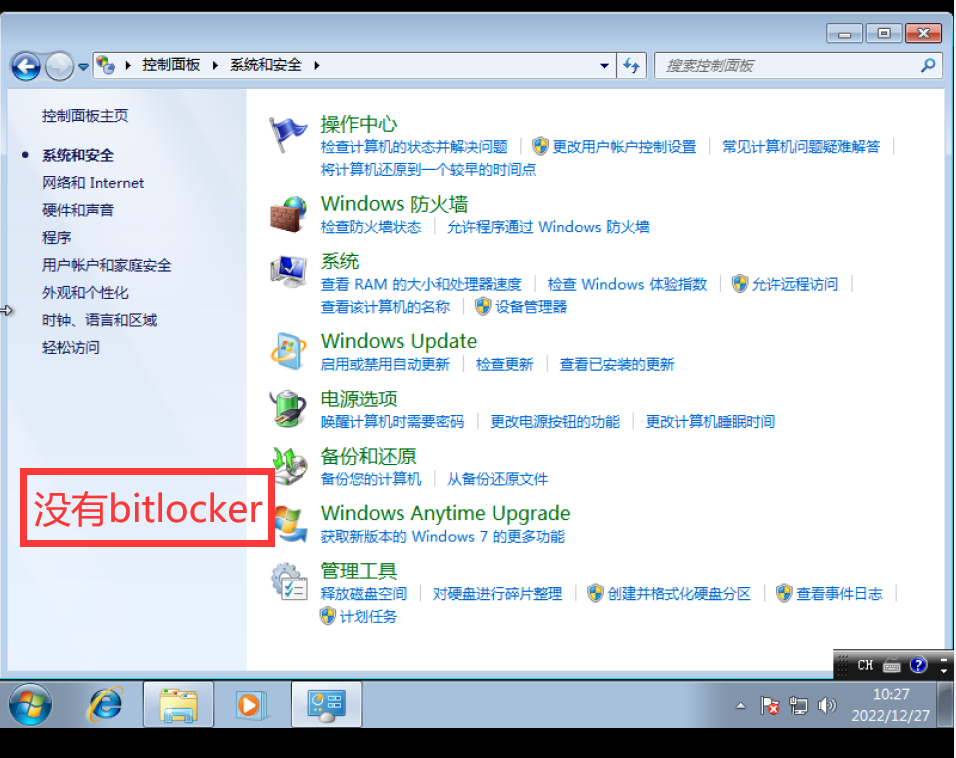 控制面板 系统和安全
搜索控制面板
控制面板主页
系统和安全
网络和 Internet
硬件和声音
程序
用户帐户和家庭安全
外观和个性化
时钟、语言和区域
轻松访问
没有bitlocker
操作中心
检查计算机的状态并解决问题 更改用户帐户控制设置 常见计算机问题疑难解答
将计算机还原到一个较早的时间点
Windows 防火墙
检查防火墙状态 允许程序通过 Windows 防火墙
系统
查看 RAM 的大小和处理器速度 检查 Windows 体验指数 允许远程访问
查看该计算机的名称 设备管理器
Windows Update
启用或禁用自动更新 检查更新 查看已安装的更新
电源选项
唤醒计算机时需要密码 更改电源按钮的功能 更改计算机睡眠时间
备份和还原
备份您的计算机 从备份还原文件
Windows Anytime Upgrade
获取新版本的 Windows 7 的更多功能
管理工具
释放磁盘空间 对硬盘进行碎片整理 创建并格式化硬盘分区 查看事件日志
计划任务
CH
10:27
2022/12/27